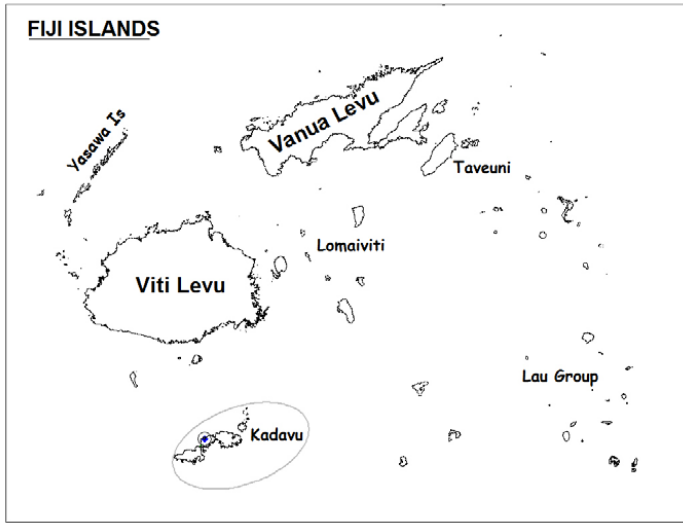 FIJI ISLANDS
Yasawa Is
Vanua Levu
Taveuni
Lomaiviti
Viti Levu
Lau Group
Kadavu